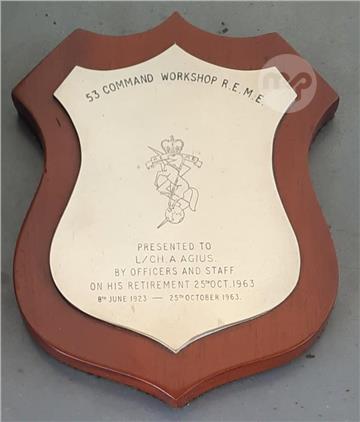 53 COMMAND WORKSHOP R.E.M.E.
PRESENTED TO
L/CH. A. AGIUS.
BY OFFICERS AND STAFF
ON HIS RETIREMENT 25TH OCT. 1963
8TH JUNE 1923 — 25TH OCTOBER 1963.